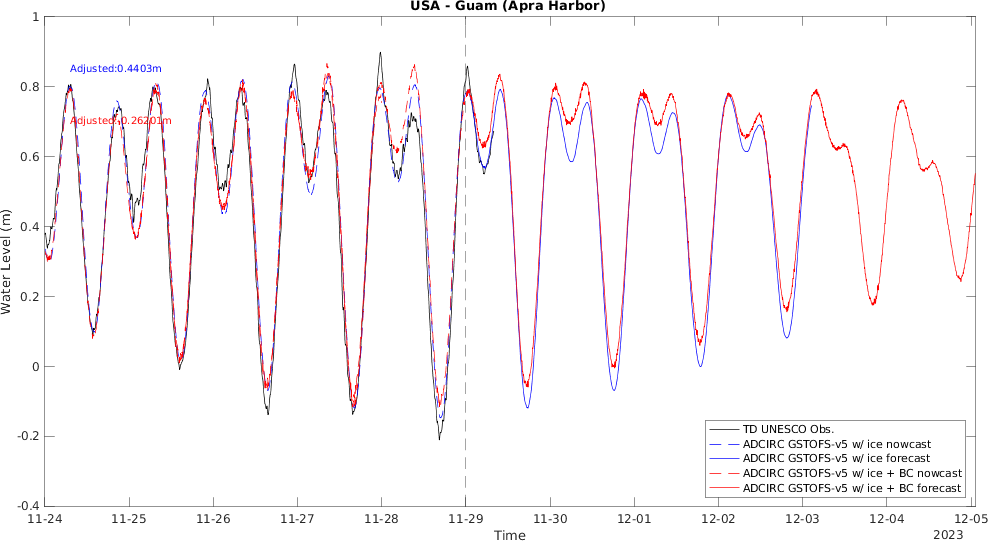 USA - Guam (Apra Harbor)
1
0.8
0.6
0.4
0.2
0
-0.2
-0.4
Water Level (m)
Adjusted:0.4403m
Adjusted:-0.26201m
TD UNESCO Obs.
ADCIRC GSTOFS-v5 w/ ice nowcast
ADCIRC GSTOFS-v5 w/ ice forecast
ADCIRC GSTOFS-v5 w/ ice + BC nowcast
ADCIRC GSTOFS-v5 w/ ice + BC forecast
11-24 11-25 11-26 11-27 11-28 11-29 11-30 12-01 12-02 12-03 12-04 12-05
Time
2023